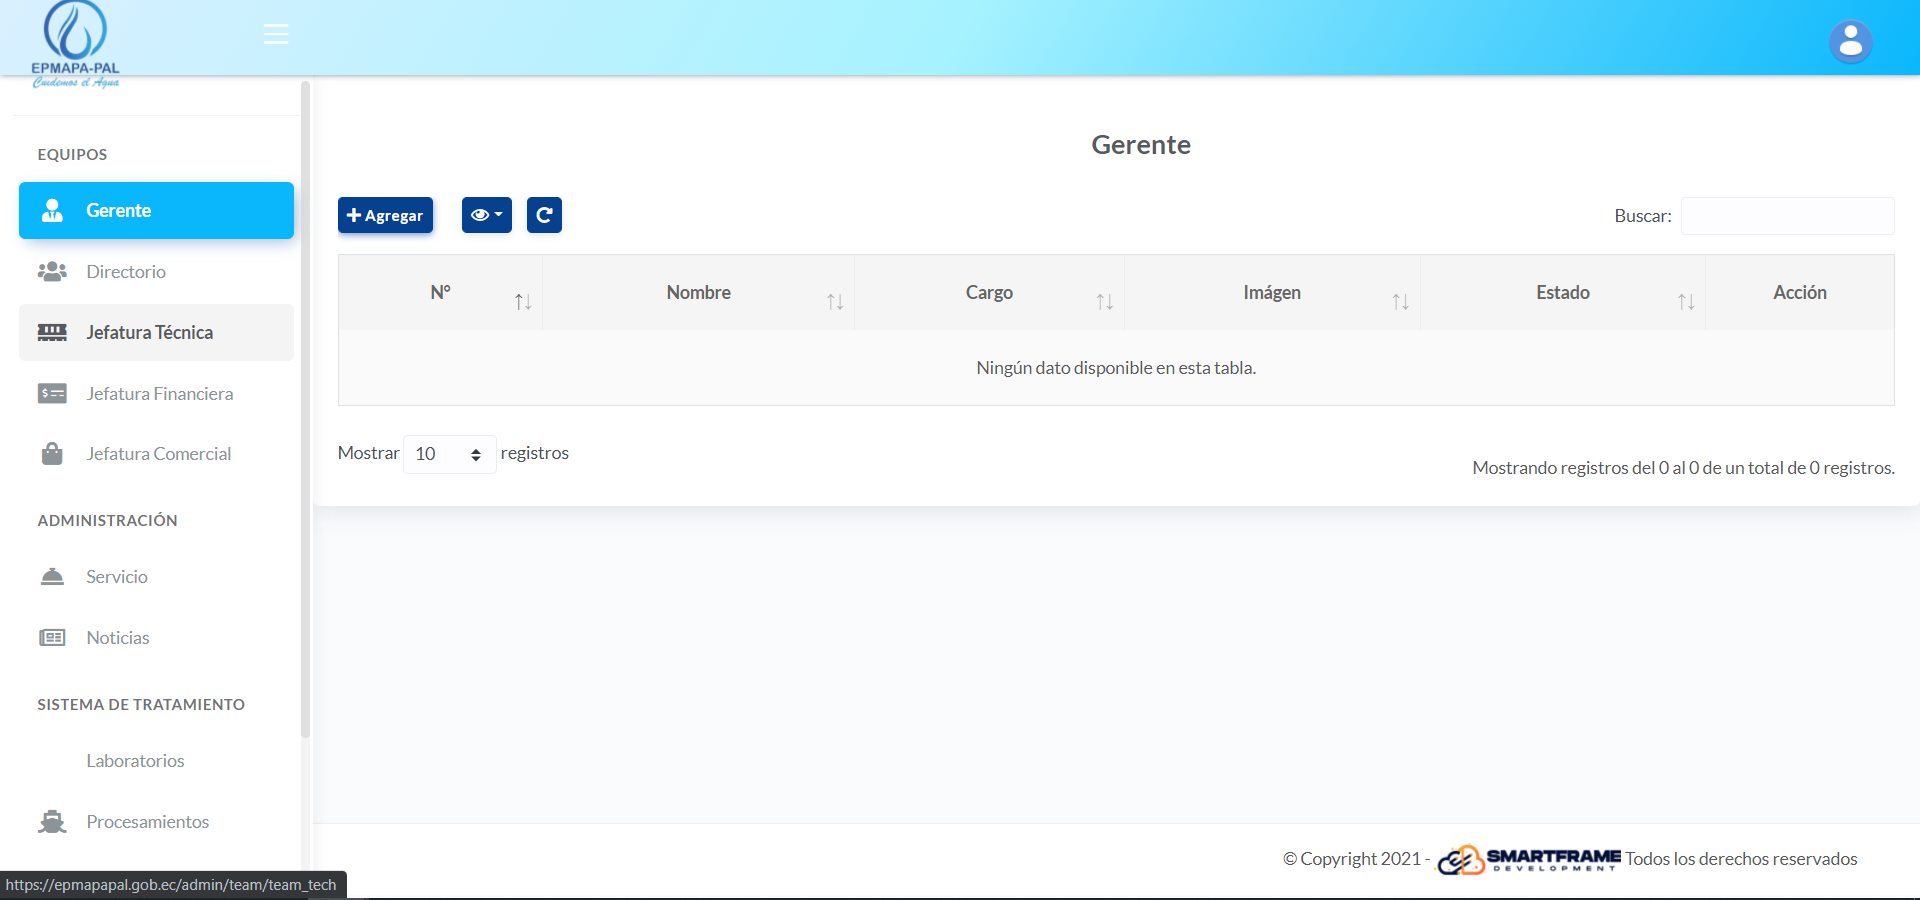 EPMAPA-PAL
Cuidemos el Agua
EQUIPOS
Gerente
Directorio
Jefatura Técnica
Jefatura Financiera
Jefatura Comercial
ADMINISTRACIÓN
Servicio
Noticias
SISTEMA DE TRATAMIENTO
Laboratorios
Procesamientos
https://epmapapal.gob.ec/admin/team/team_tech
Gerente
Agregar
Buscar:
N° Nombre Cargo Imágen Estado Acción
Ningún dato disponible en esta tabla.
Mostrar 10 registros
Mostrando registros del 0 al 0 de un total de 0 registros.
© Copyright 2021 - SMARTFRAME DEVELOPMENT Todos los derechos reservados